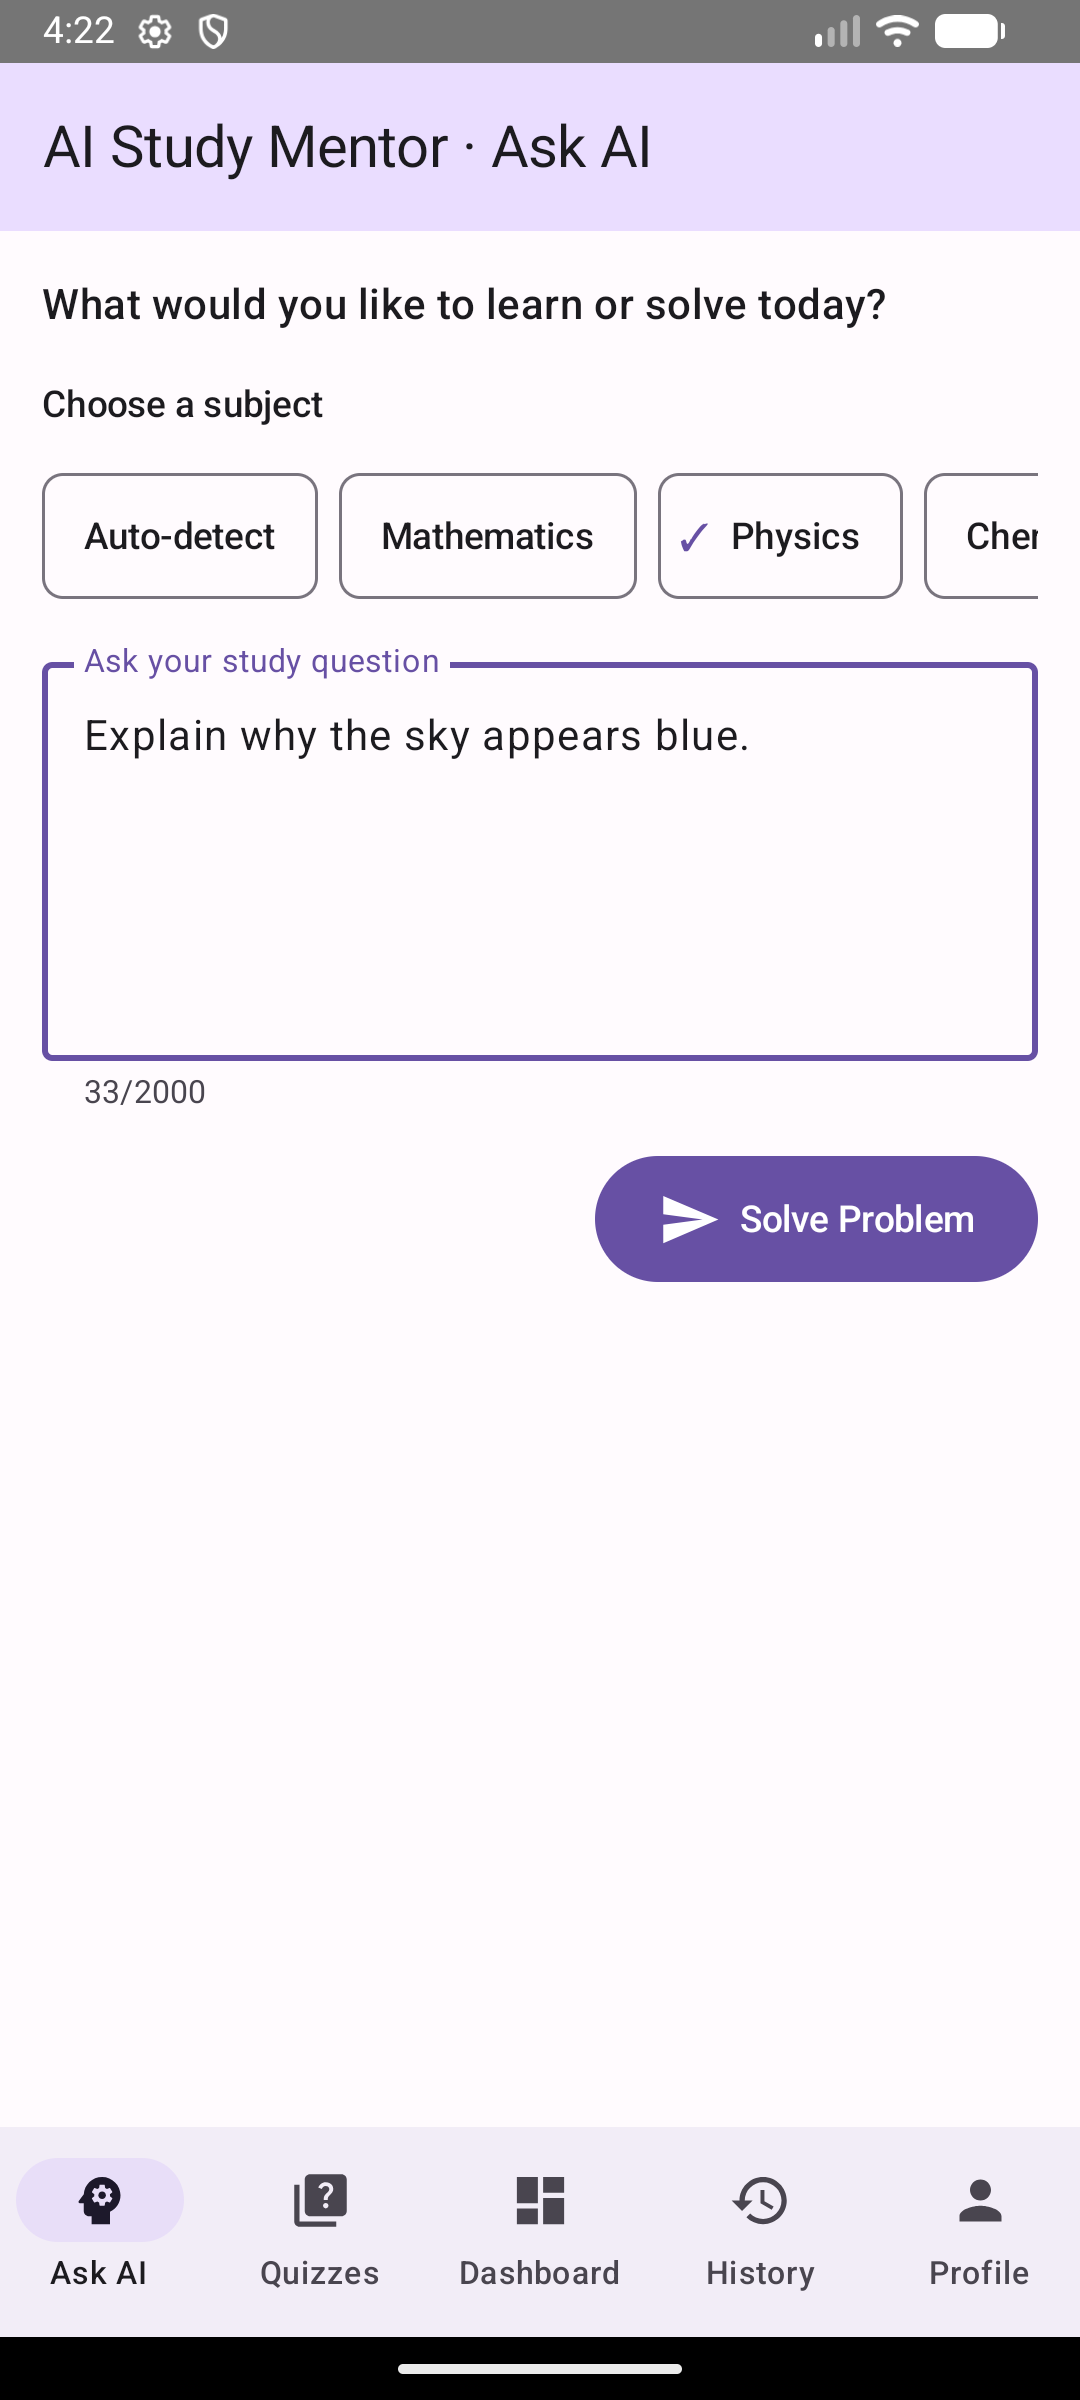 4:22
AI Study Mentor · Ask AI
What would you like to learn or solve today?
Choose a subject
Auto-detect
Mathematics
✓ Physics
Cher
Ask your study question
Explain why the sky appears blue.
33/2000
Solve Problem
Ask AI
Quizzes
Dashboard
History
Profile